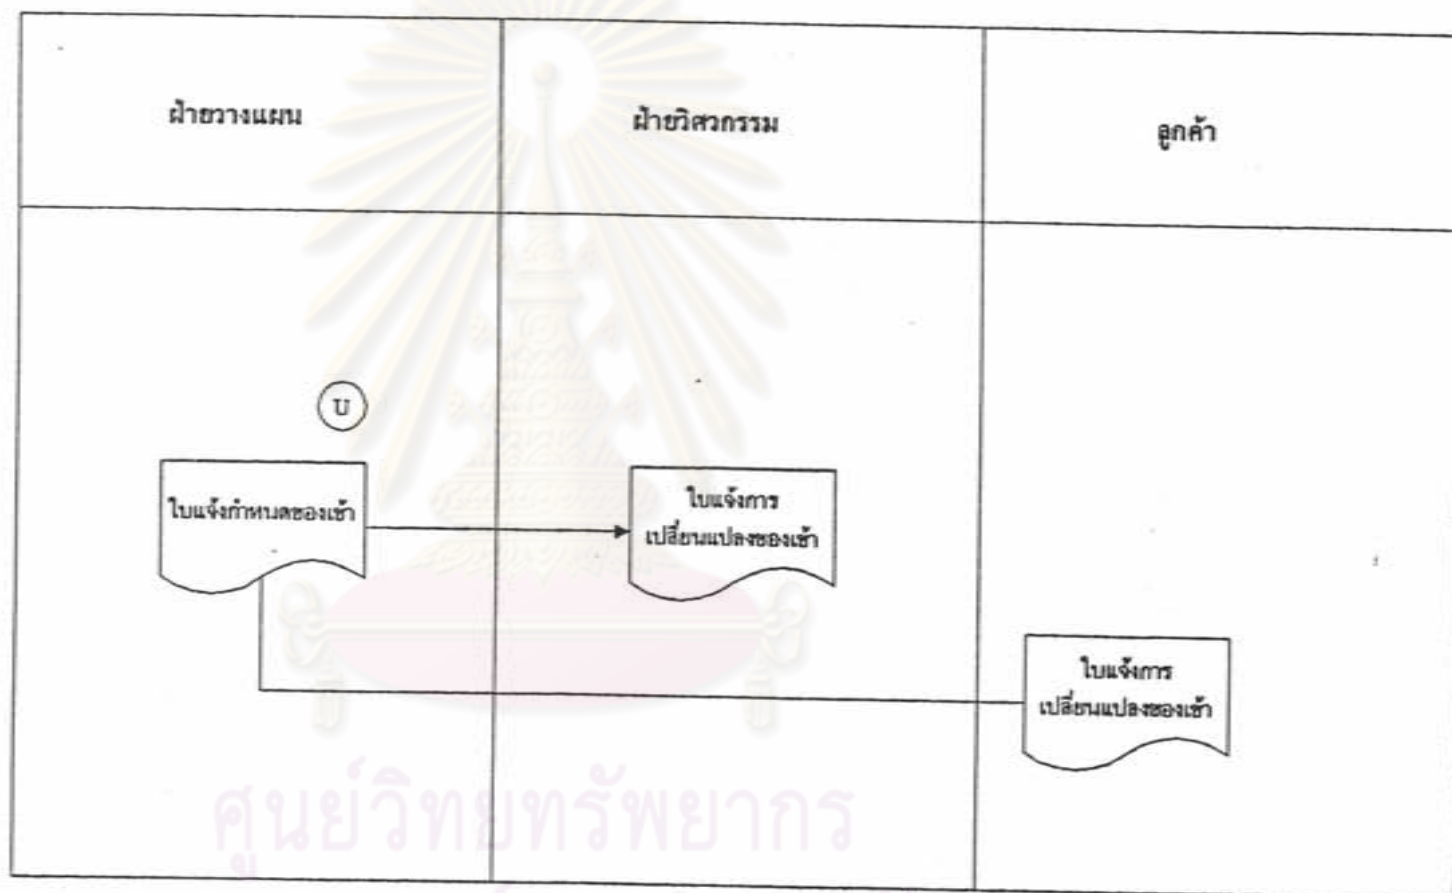 ฝ่ายวางแผน
ฝ่ายวิศวกรรม
ลูกค้า
U
ใบแจ้งกำหนดของเข้า
ใบแจ้งการ
เปลี่ยนแปลงของเข้า
ใบแจ้งการ
เปลี่ยนแปลงของเข้า
ศูนย์วิทยทรัพยากร